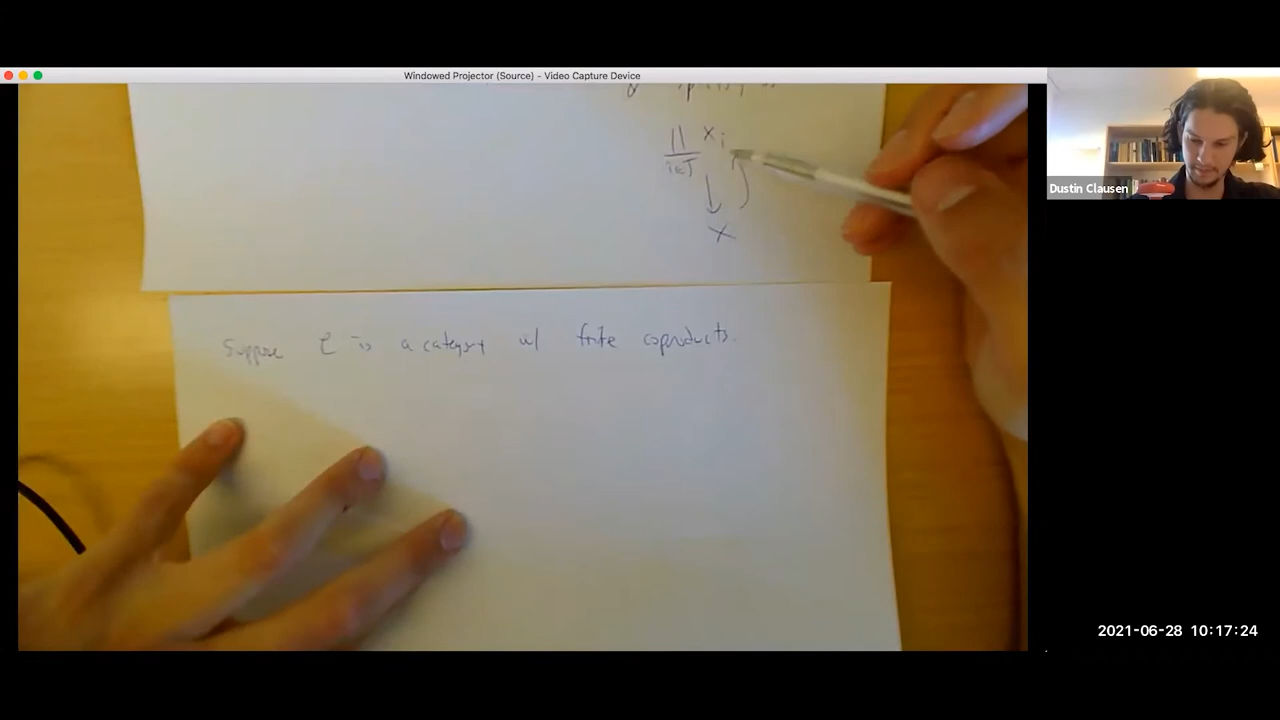 Windowed Projector (Source) - Video Capture Device
∐ Xi
i∈I
X
Dustin Clausen
Suppose C is a category w/ finite coproducts.
2021-06-28 10:17:24